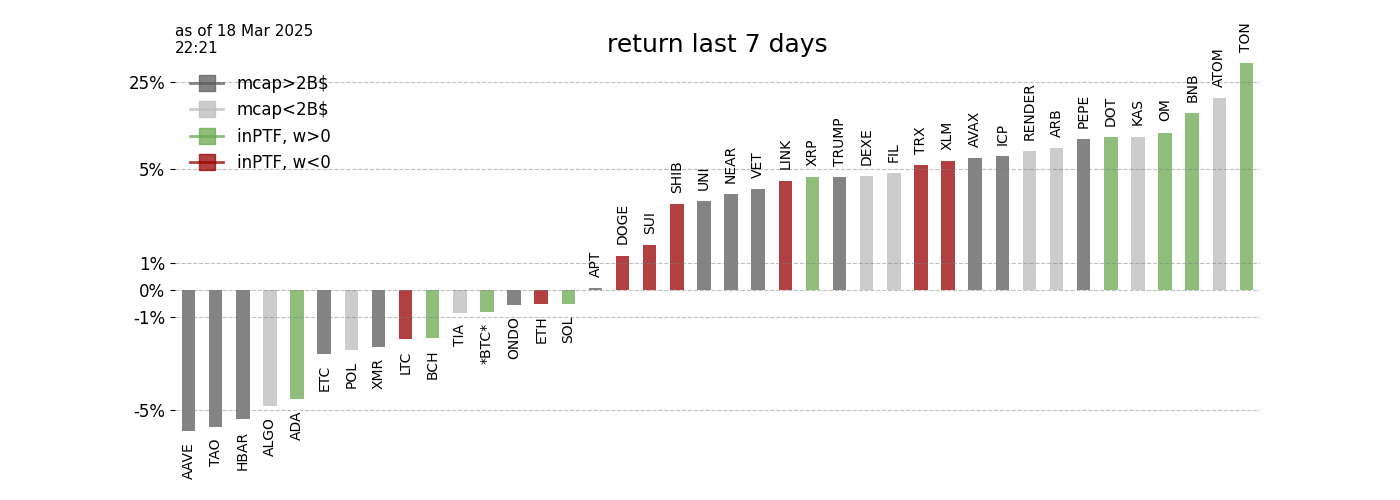 as of 18 Mar 2025
22:21
return last 7 days
mcap>2B$
mcap<2B$
inPTF, w>0
inPTF, w<0
25%
5%
1%
0%
-1%
-5%
AAVE
TAO
HBAR
ALGO
ADA
ETC
POL
XMR
LTC
BCH
TIA
*BTC*
ONDO
ETH
SOL
APT
DOGE
SUI
SHIB
UNI
NEAR
VET
LINK
XRP
TRUMP
DEXE
FIL
TRX
XLM
AVAX
ICP
RENDER
ARB
PEPE
DOT
KAS
OM
BNB
ATOM
TON